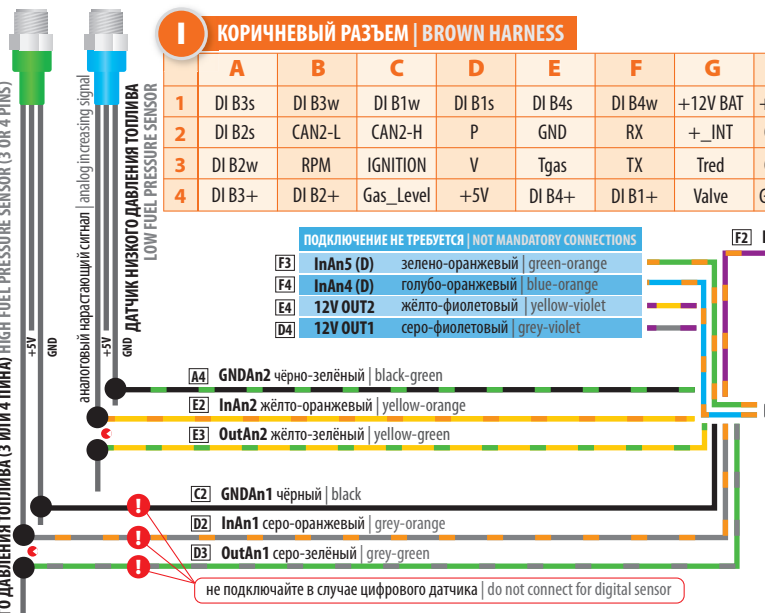 I КОРИЧНЕВЫЙ РАЗЪЕМ | BROWN HARNESS
A B C D E F G
1 DI B3s DI B3w DI B1w DI B1s DI B4s DI B4w +12V BAT +
2 DI B2s CAN2-L CAN2-H P GND RX +_INT
3 DI B2w RPM IGNITION V Tgas TX Tred
4 DI B3+ DI B2+ Gas_Level +5V DI B4+ DI B1+ Valve G
ГО ДАВЛЕНИЯ ТОПЛИВА (3 ИЛИ 4 ПИНА) HIGH FUEL PRESSURE SENSOR (3 OR 4 PINS)
+5V
GND
аналоговый нарастающий сигнал | analog increasing signal
+5V
GND
ДАТЧИК НИЗКОГО ДАВЛЕНИЯ ТОПЛИВА
LOW FUEL PRESSURE SENSOR
ПОДКЛЮЧЕНИЕ НЕ ТРЕБУЕТСЯ | NOT MANDATORY CONNECTIONS
F3 InAn5 (D) зелено-оранжевый | green-orange
F4 InAn4 (D) голубо-оранжевый | blue-orange
E4 12V OUT2 жёлто-фиолетовый | yellow-violet
D4 12V OUT1 серо-фиолетовый | grey-violet
F2
A4 GNDAn2 чёрно-зелёный | black-green
E2 InAn2 жёлто-оранжевый | yellow-orange
E3 OutAn2 жёлто-зелёный | yellow-green
C2 GNDAn1 чёрный | black
! D2 InAn1 серо-оранжевый | grey-orange
! D3 OutAn1 серо-зелёный | grey-green
!
не подключайте в случае цифрового датчика | do not connect for digital sensor